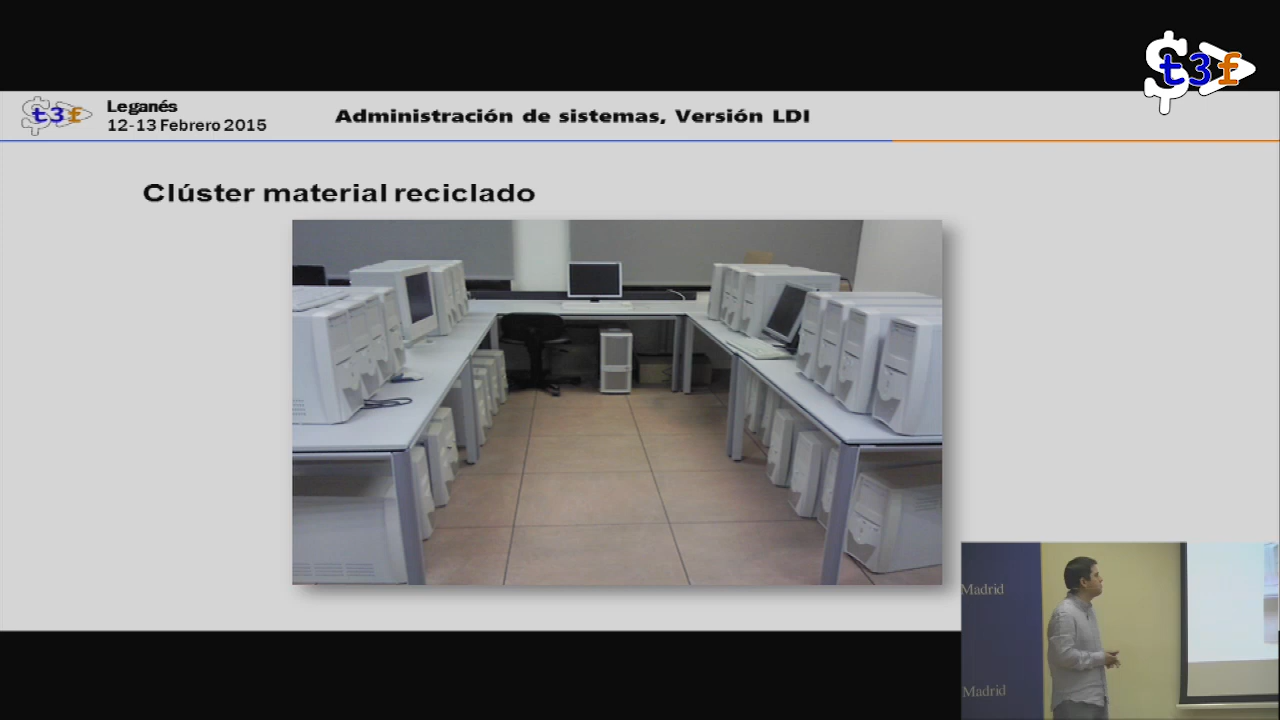 $t3f
Leganés
12-13 Febrero 2015
Administración de sistemas, Versión LDI
t3f
Clúster material reciclado
Madrid
Madrid